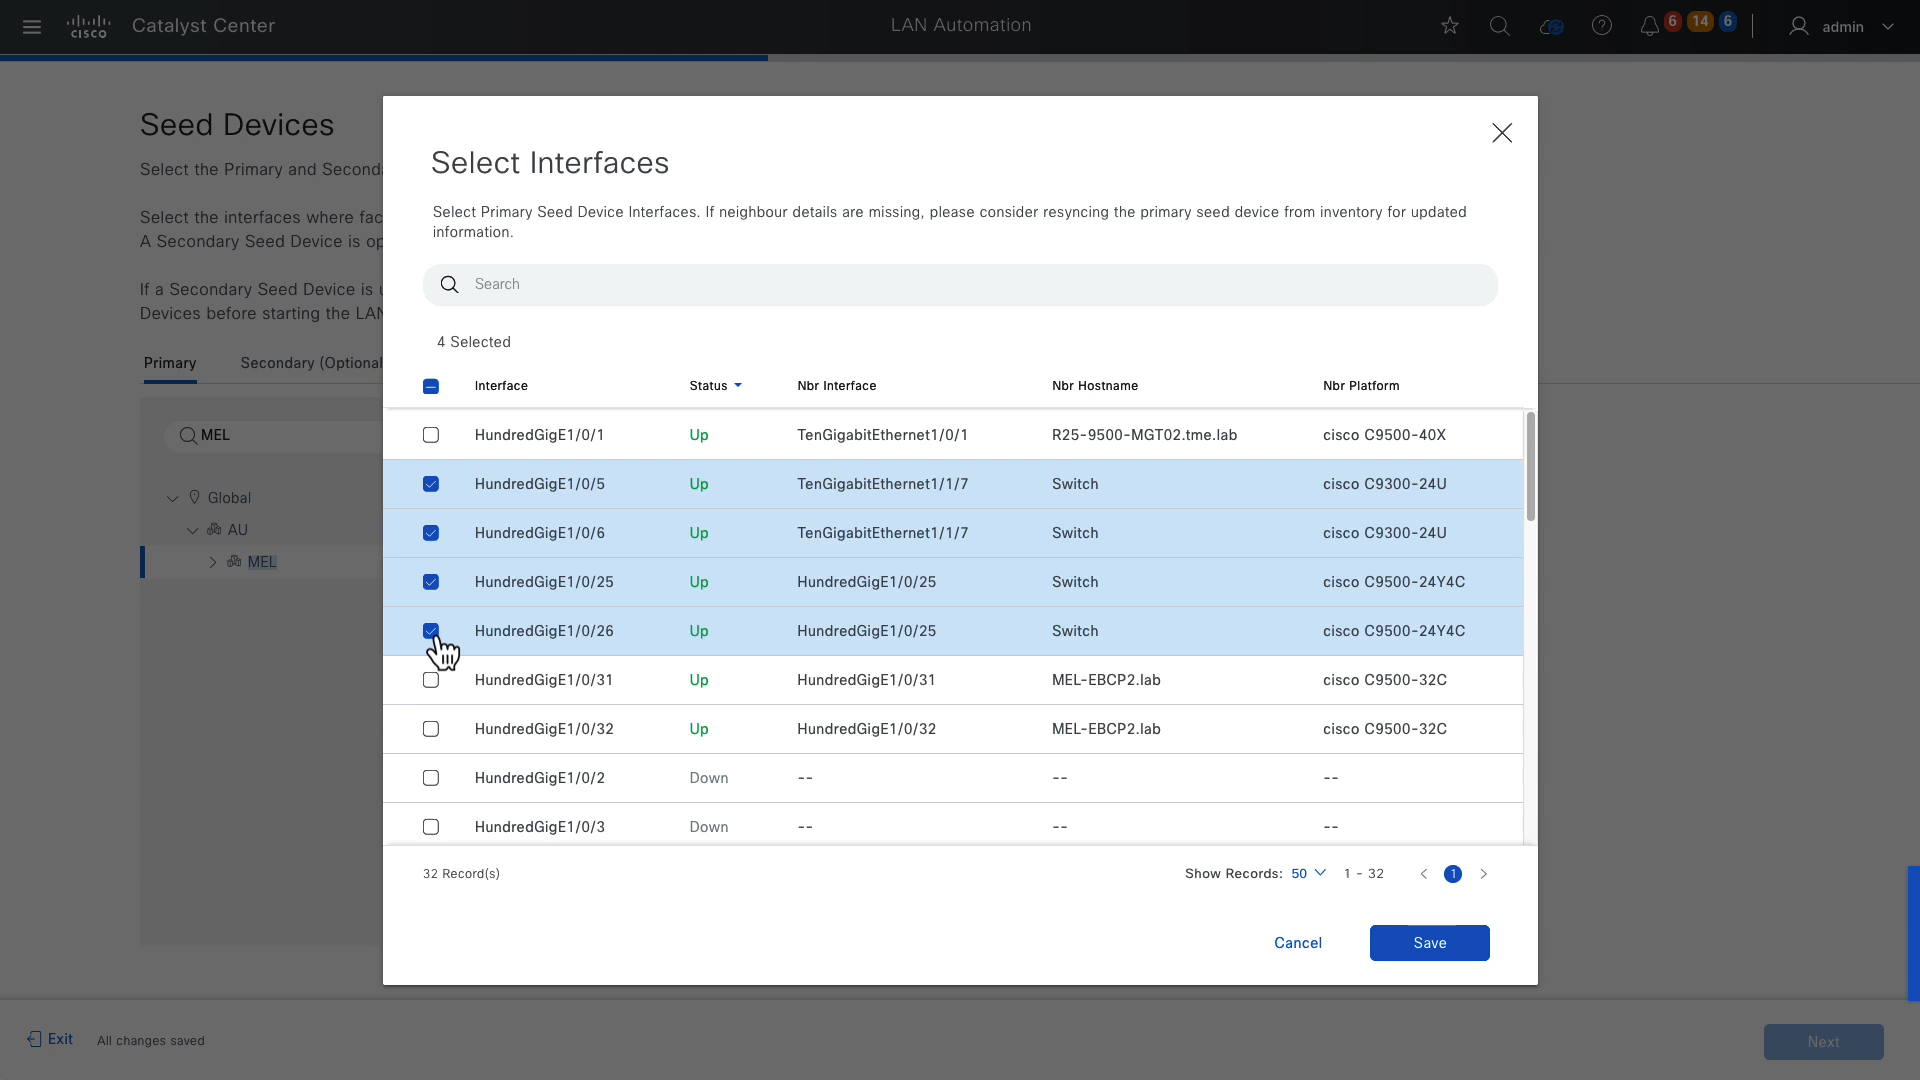 cisco
Catalyst Center
LAN Automation
6
14
6
admin
Seed Devices
Select the Primary and Seconda
Select the interfaces where fac
A Secondary Seed Device is op
If a Secondary Seed Device is u
Devices before starting the LAN
Primary
Secondary (Optional
MEL
Global
AU
MEL
Select Interfaces
Select Primary Seed Device Interfaces. If neighbour details are missing, please consider resyncing the primary seed device from inventory for updated
information.
Search
4 Selected
Interface Status Nbr Interface Nbr Hostname Nbr Platform
HundredGigE1/0/1 Up TenGigabitEthernet1/0/1 R25-9500-MGT02.tme.lab cisco C9500-40X
HundredGigE1/0/5 Up TenGigabitEthernet1/1/7 Switch cisco C9300-24U
HundredGigE1/0/6 Up TenGigabitEthernet1/1/7 Switch cisco C9300-24U
HundredGigE1/0/25 Up HundredGigE1/0/25 Switch cisco C9500-24Y4C
HundredGigE1/0/26 Up HundredGigE1/0/25 Switch cisco C9500-24Y4C
HundredGigE1/0/31 Up HundredGigE1/0/31 MEL-EBCP2.lab cisco C9500-32C
HundredGigE1/0/32 Up HundredGigE1/0/32 MEL-EBCP2.lab cisco C9500-32C
HundredGigE1/0/2 Down -- -- --
HundredGigE1/0/3 Down -- -- --
32 Record(s)
Show Records: 50 1 - 32 1
Cancel
Save
Exit
All changes saved
Next